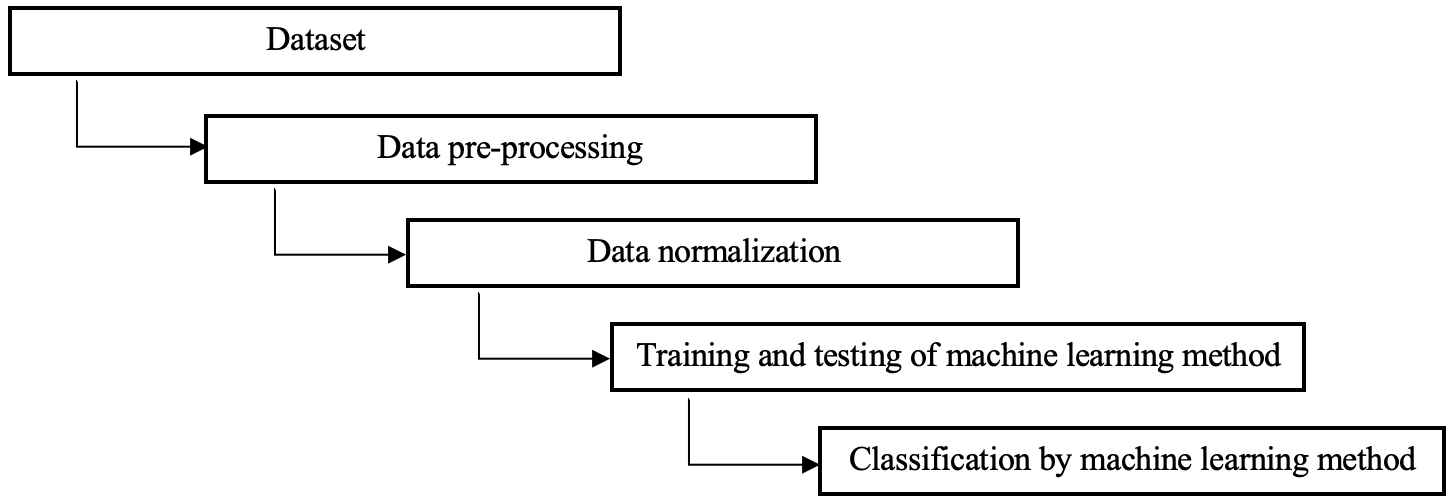 Dataset
Data pre-processing
Data normalization
Training and testing of machine learning method
Classification by machine learning method